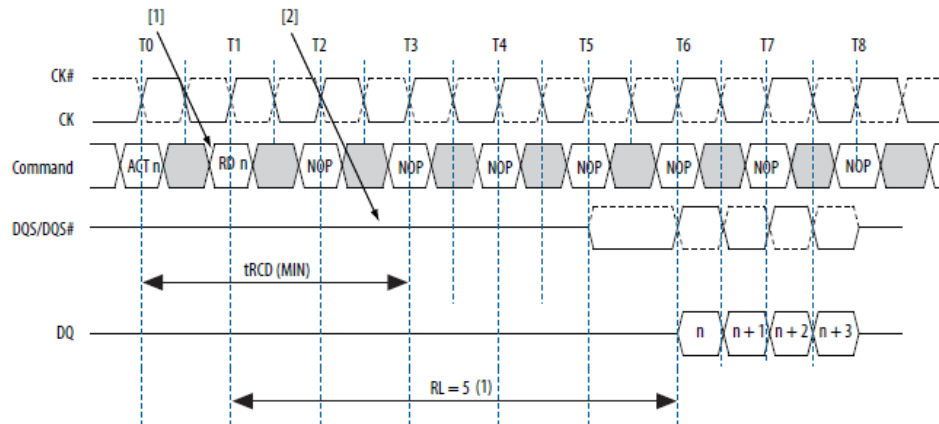 [1] [2]
T0 T1 T2 T3 T4 T5 T6 T7 T8
CK#
CK
Command ACT n RD n NOP NOP NOP NOP NOP NOP NOP
DQS/DQS#
tRCD (MIN)
DQ n n + 1 n + 2 n + 3
RL = 5 (1)